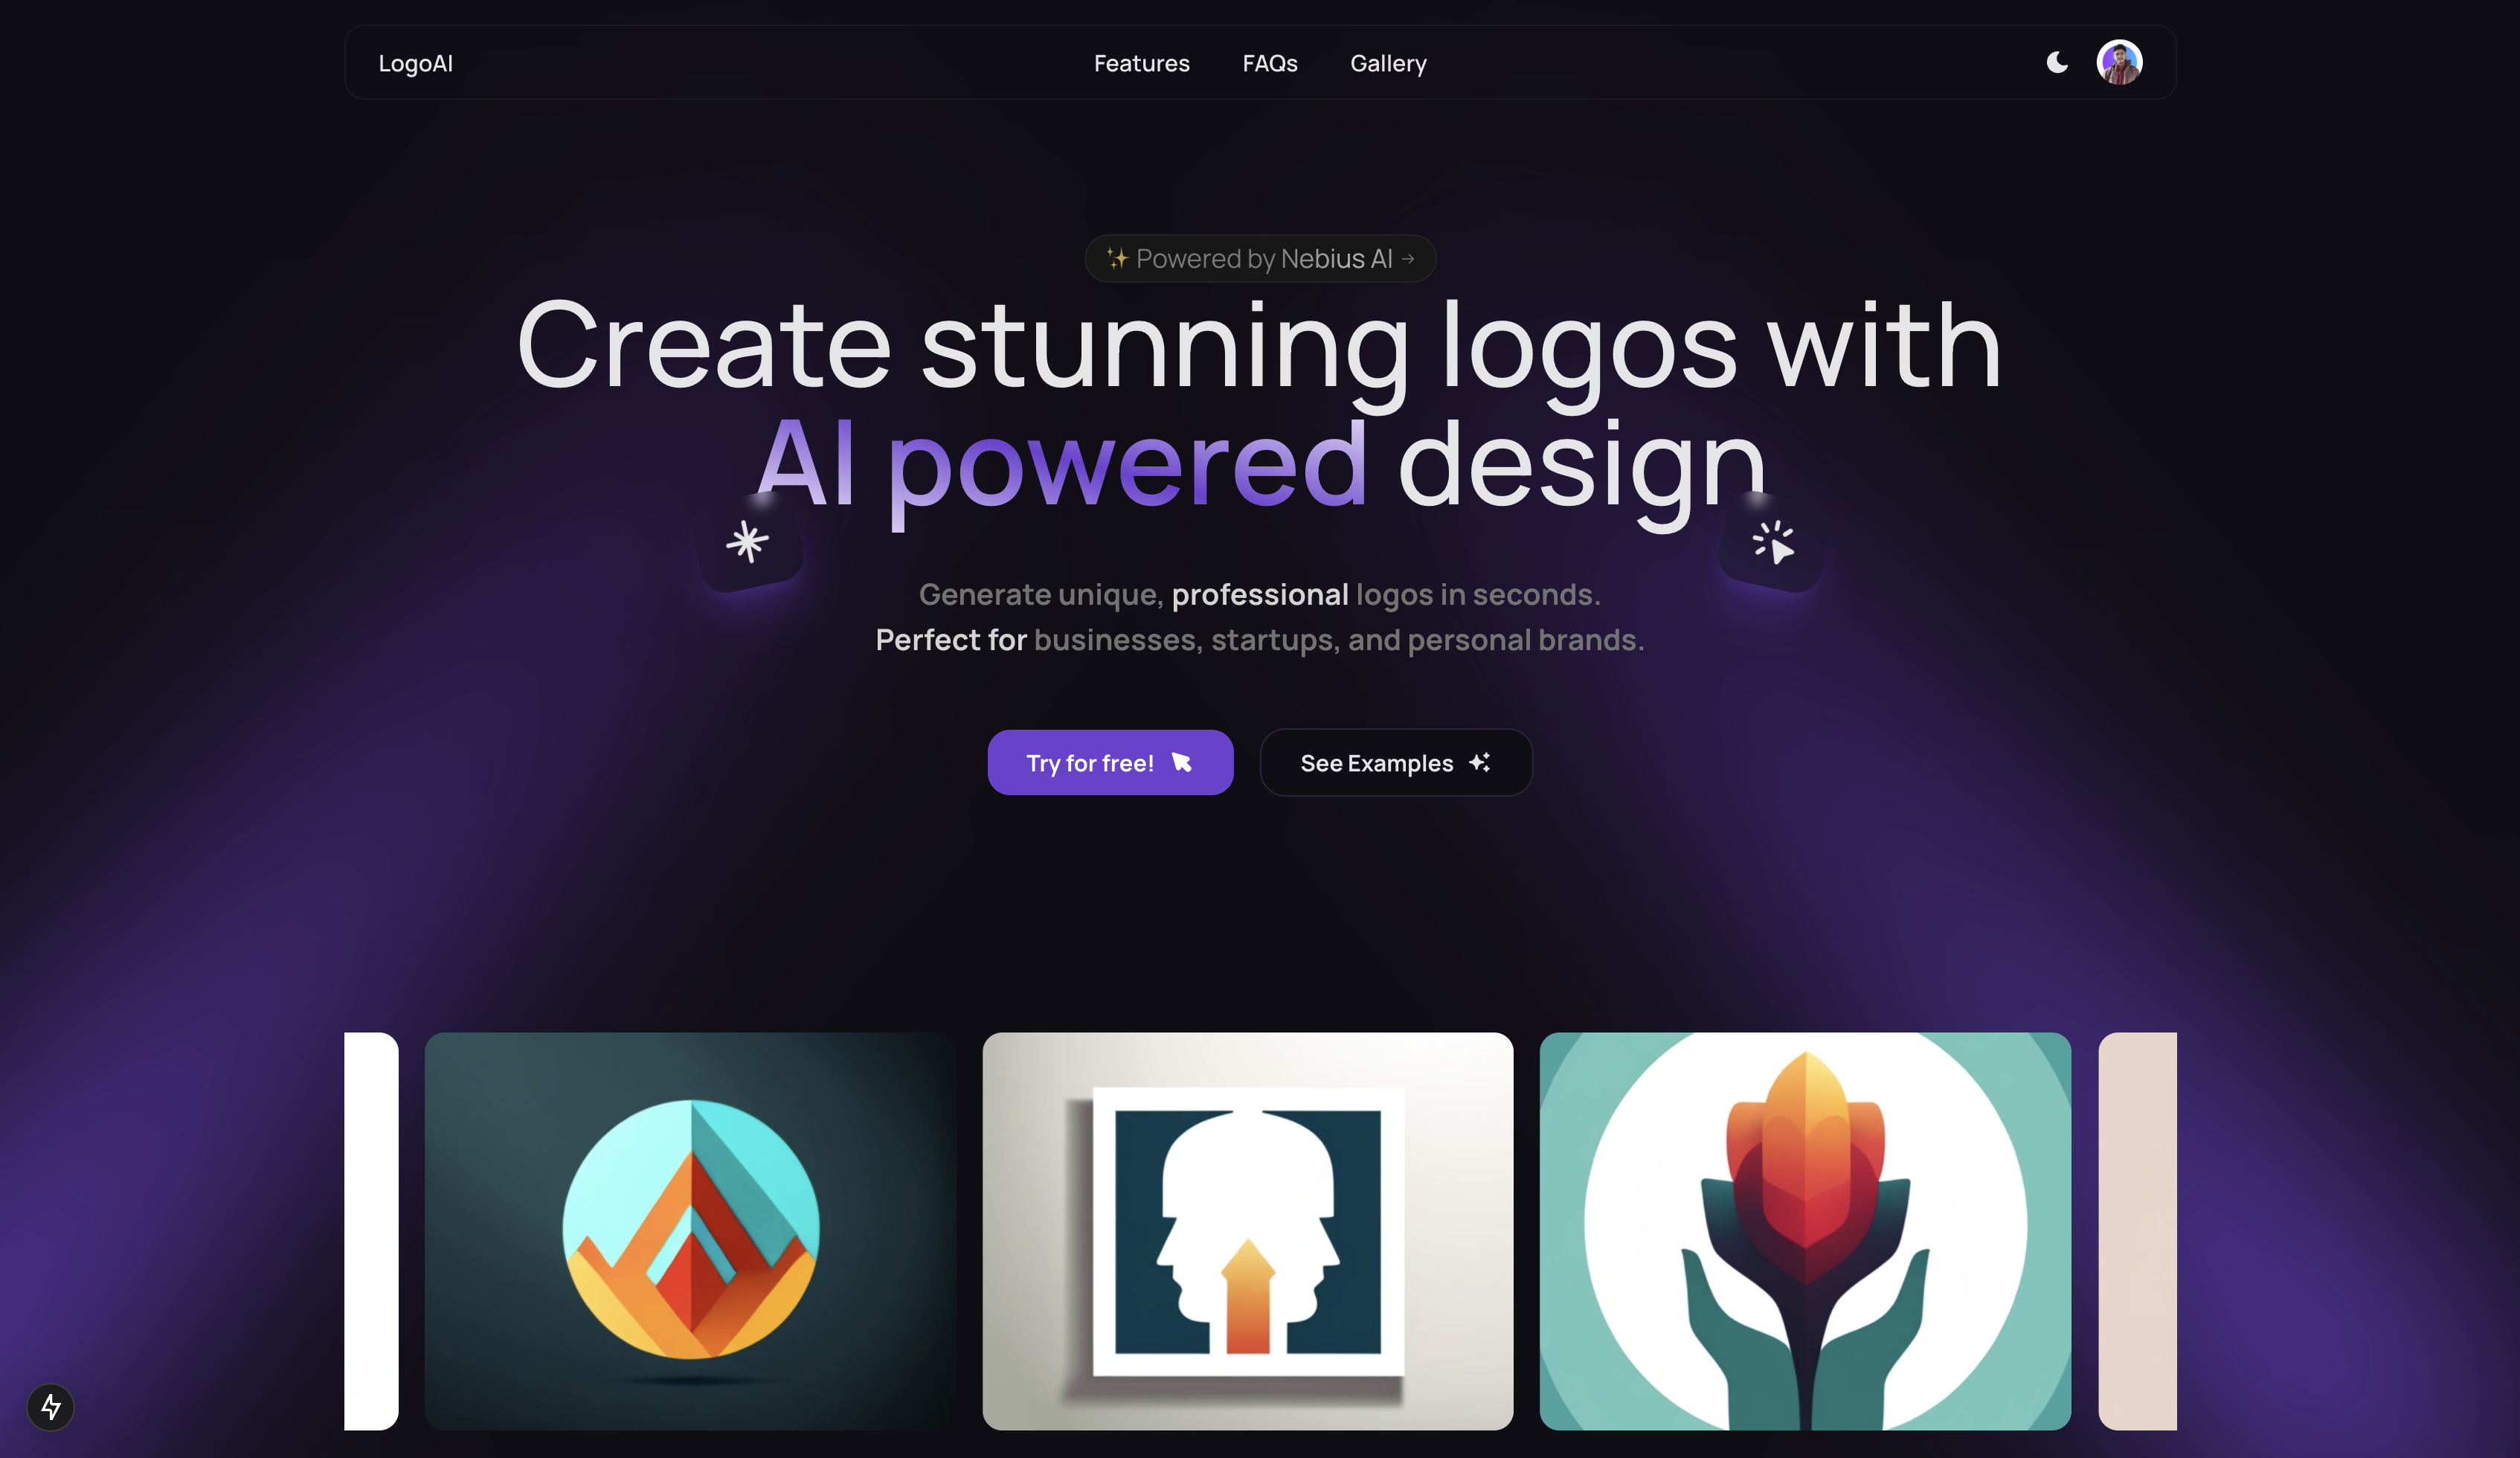 LogoAI
Features
FAQs
Gallery
✨ Powered by Nebius AI →
Create stunning logos with
AI powered design
Generate unique, professional logos in seconds.
Perfect for businesses, startups, and personal brands.
Try for free!
See Examples